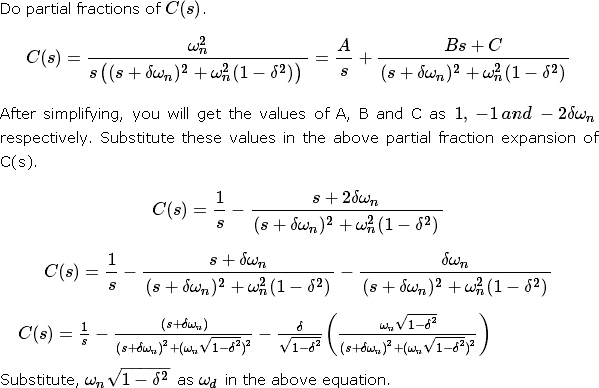 Do partial fractions of $C(s)$.
$C(s) = \frac{\omega_n^2}{s\left((s+\delta\omega_n)^2+\omega_n^2(1-\delta^2)\right)} = \frac{A}{s} + \frac{Bs+C}{(s+\delta\omega_n)^2+\omega_n^2(1-\delta^2)}$
After simplifying, you will get the values of A, B and C as $1, -1\, and\, -2\delta\omega_n$
respectively. Substitute these values in the above partial fraction expansion of
C(s).
$C(s) = \frac{1}{s} - \frac{s+2\delta\omega_n}{(s+\delta\omega_n)^2+\omega_n^2(1-\delta^2)}$
$C(s) = \frac{1}{s} - \frac{s+\delta\omega_n}{(s+\delta\omega_n)^2+\omega_n^2(1-\delta^2)} - \frac{\delta\omega_n}{(s+\delta\omega_n)^2+\omega_n^2(1-\delta^2)}$
$C(s) = \frac{1}{s} - \frac{(s+\delta\omega_n)}{(s+\delta\omega_n)^2+(\omega_n\sqrt{1-\delta^2})^2} - \frac{\delta}{\sqrt{1-\delta^2}}\left(\frac{\omega_n\sqrt{1-\delta^2}}{(s+\delta\omega_n)^2+(\omega_n\sqrt{1-\delta^2})^2}\right)$
Substitute, $\omega_n\sqrt{1-\delta^2}$ as $\omega_d$ in the above equation.